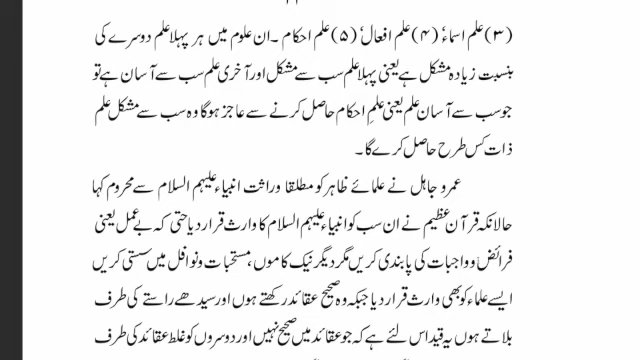 (۳) علم اسماء (۴) علم افعال (۵) علم احکام ۔ ان علوم میں ہر پہلا علم دوسرے کی
بنسبت زیادہ مشکل ہے یعنی پہلا علم سب سے مشکل اور آخری علم سب سے آسان ہے تو
جو سب سے آسان علم یعنی علمِ احکام حاصل کرنے سے عاجز ہوگا وہ سب سے مشکل علم
ذات کس طرح حاصل کرے گا ۔
عمرو جاہل نے علمائے ظاہر کو مطلقا وراثت انبیاء علیہم السلام سے محروم کہا
حالانکہ قرآن عظیم نے ان سب کو انبیاء علیہم السلام کا وارث قرار دیا حتی کہ بے عمل یعنی
فرائض و واجبات کی پابندی کریں مگر دیگر نیک کاموں، مستحبات و نوافل میں سستی کریں
ایسے علماء کو بھی وارث قرار دیا جبکہ وہ صحیح عقائد رکھتے ہوں اور سیدھے راستے کی طرف
بلاتے ہوں یہ قید اس لئے ہے کہ جو عقائد میں صحیح نہیں اور دوسروں کو غلط عقائد کی طرف